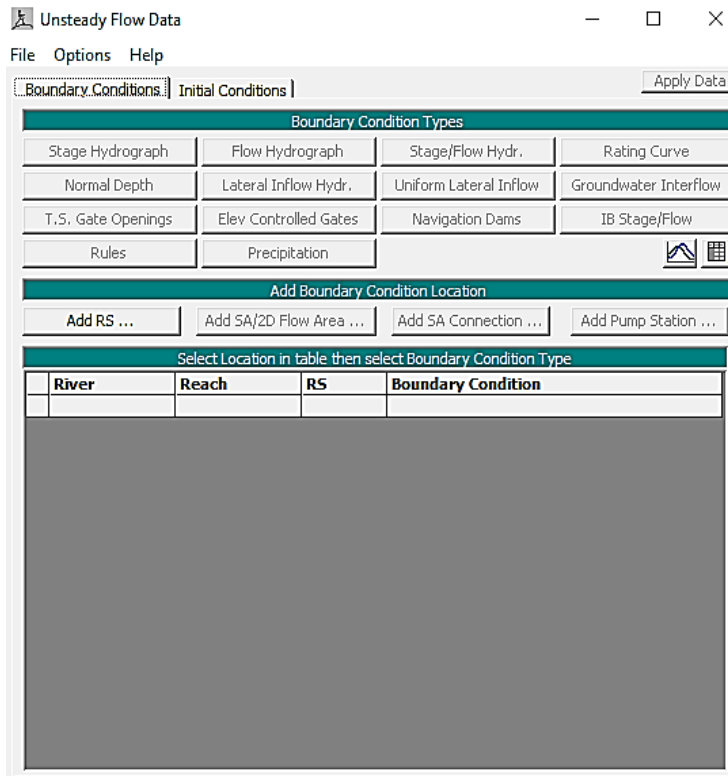 Unsteady Flow Data
File Options Help
Boundary Conditions Initial Conditions Apply Data
Boundary Condition Types
Stage Hydrograph Flow Hydrograph Stage/Flow Hydr. Rating Curve
Normal Depth Lateral Inflow Hydr. Uniform Lateral Inflow Groundwater Interflow
T.S. Gate Openings Elev Controlled Gates Navigation Dams IB Stage/Flow
Rules Precipitation
Add Boundary Condition Location
Add RS ... Add SA/2D Flow Area ... Add SA Connection ... Add Pump Station ...
Select Location in table then select Boundary Condition Type
River Reach RS Boundary Condition